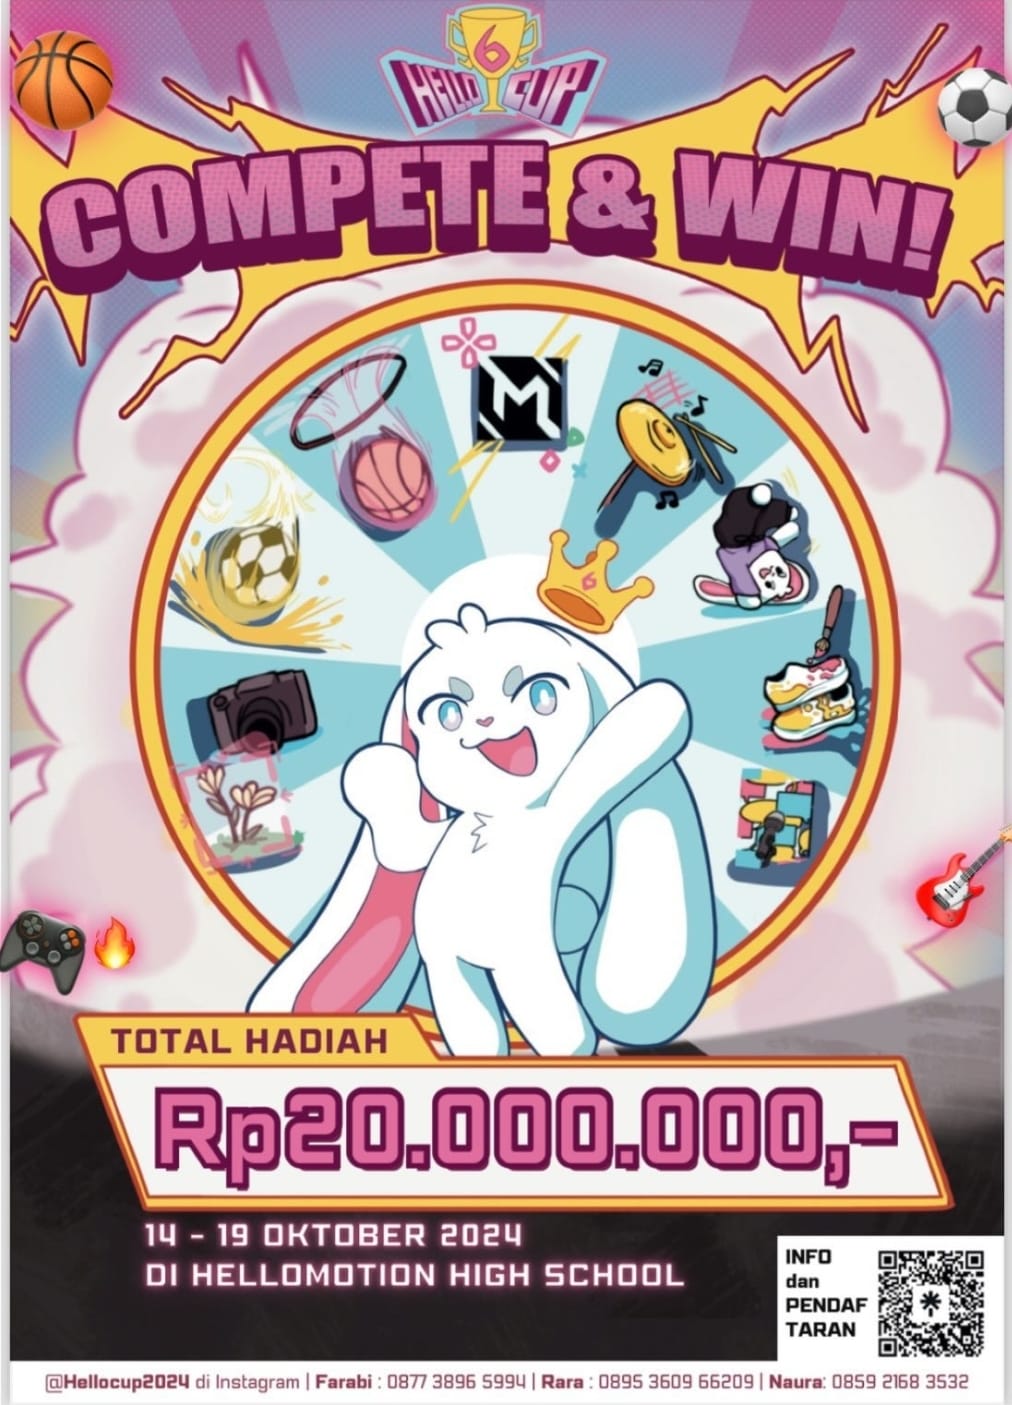 6
HELLO CUP
COMPETE & WIN!
M
6
TOTAL HADIAH
Rp20.000.000,-
14 - 19 OKTOBER 2024
DI HELLOMOTION HIGH SCHOOL
INFO
dan
PENDAF
TARAN
@Hellocup2024 di Instagram | Farabi : 0877 3896 5994 | Rara : 0895 3609 66209 | Naura: 0859 2168 3532